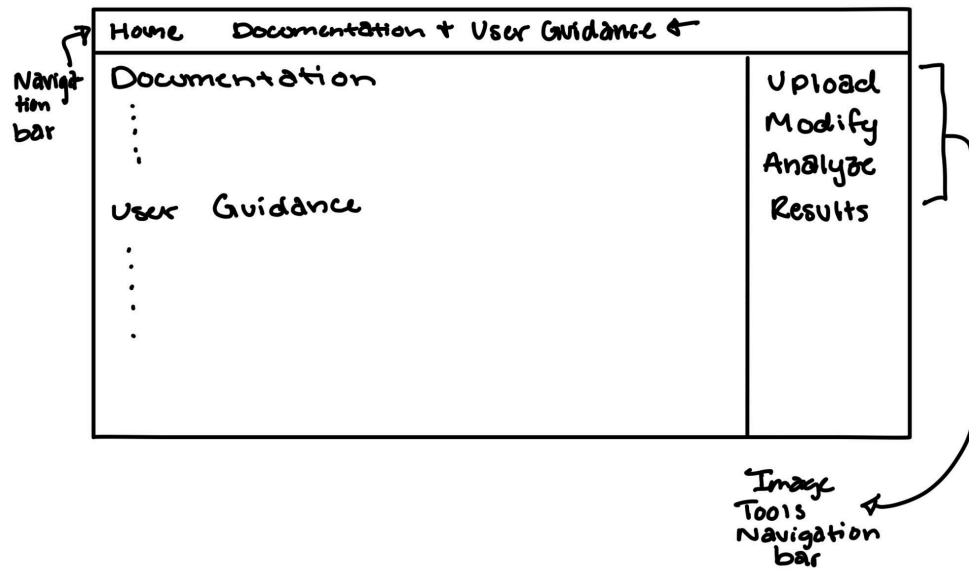 Home Documentation + User Guidance
Naviga-
tion
bar
Documentation
User Guidance
Upload
Modify
Analyze
Results
Image
Tools
Navigation
bar